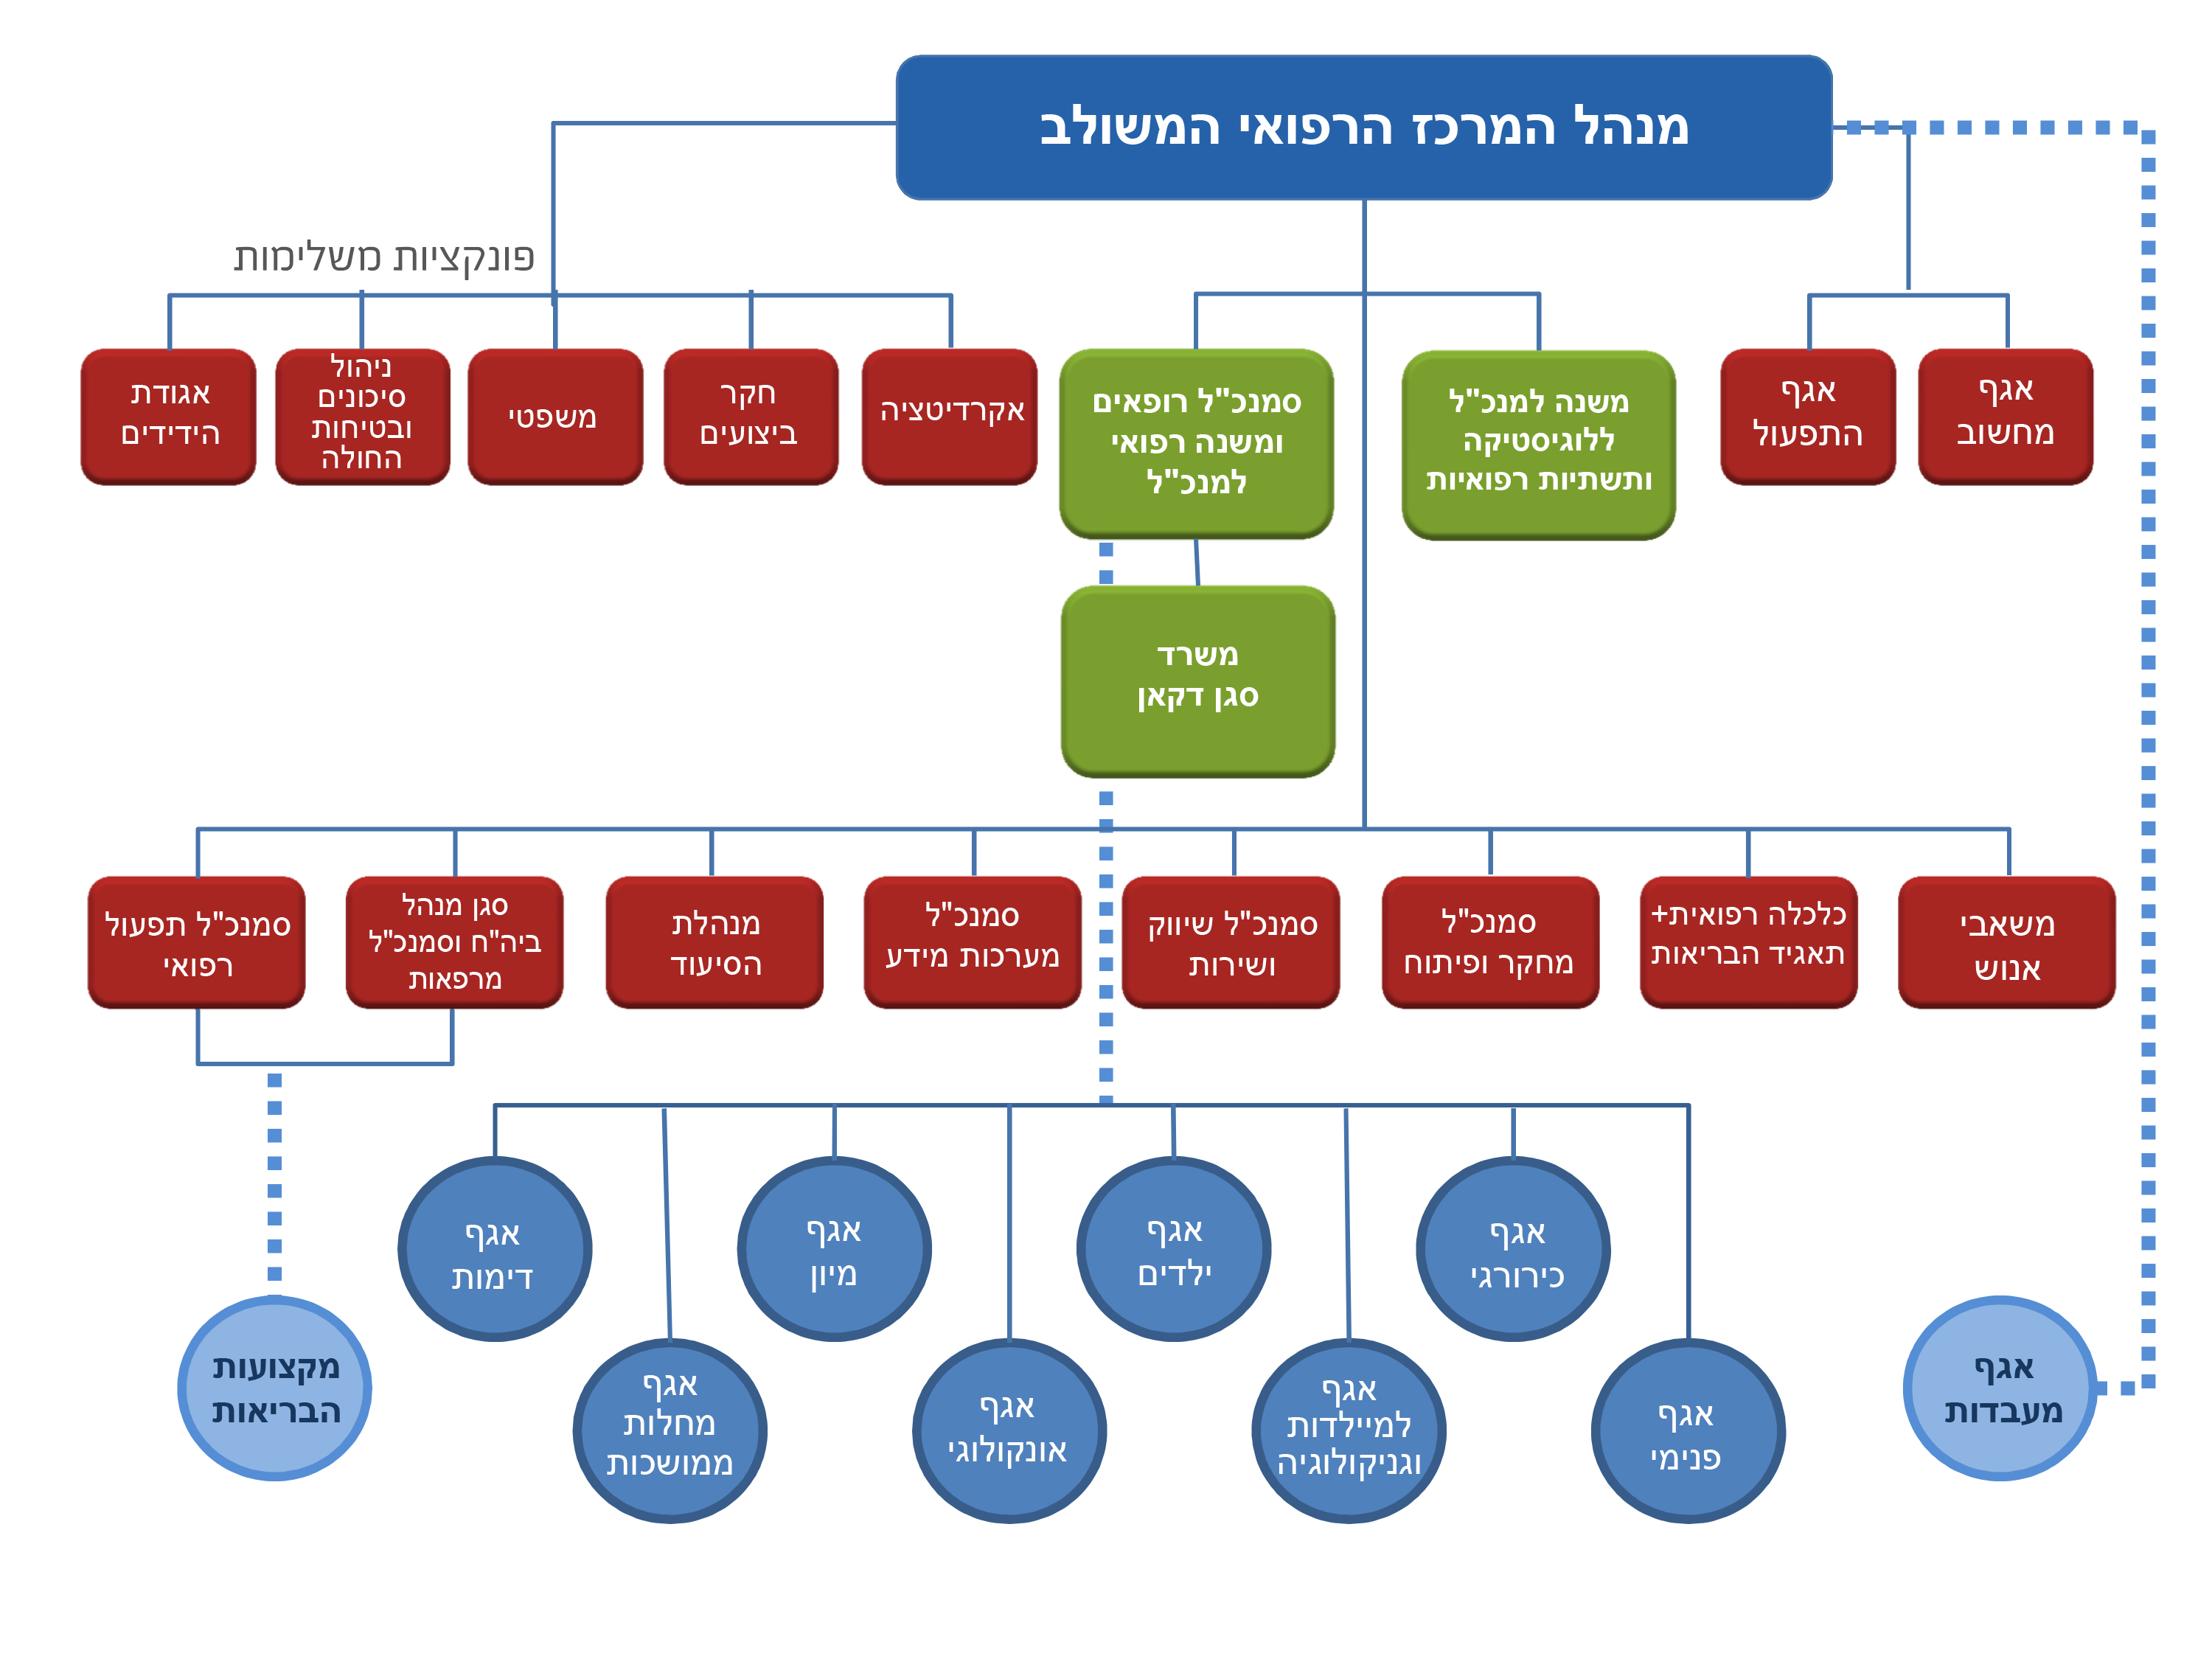 מנהל המרכז הרפואי המשולב
פונקציות משלימות
אגף
מחשוב
אגף
התפעול
משנה למנכ"ל
ללוגיסטיקה
ותשתיות רפואיות
סמנכ"ל רופאים
ומשנה רפואי
למנכ"ל
אקרדיטציה
חקר
ביצועים
משפטי
ניהול
סיכונים
ובטיחות
החולה
אגודת
הידידים
משרד
סגן דקאן
משאבי
אנוש
כלכלה רפואית+
תאגיד הבריאות
סמנכ"ל
מחקר ופיתוח
סמנכ"ל שיווק
ושירות
סמנכ"ל
מערכות מידע
מנהלת
הסיעוד
סגן מנהל
ביה"ח וסמנכ"ל
מרפאות
סמנכ"ל תפעול
רפואי
אגף
כירורגי
אגף
ילדים
אגף
מיון
אגף
דימות
אגף
מעבדות
אגף
פנימי
אגף
למיילדות
וגניקולוגיה
אגף
אונקולוגי
אגף
מחלות
ממושכות
מקצועות
הבריאות